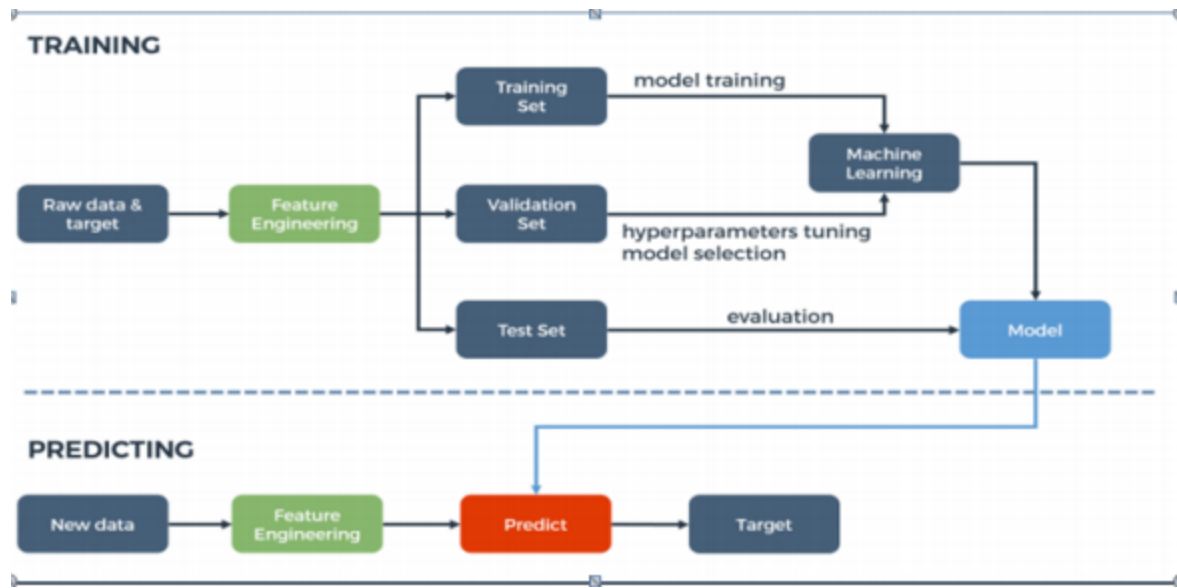 TRAINING
Training
Set
model training
Machine
Learning
Raw data &
target
Feature
Engineering
Validation
Set
hyperparameters tuning
model selection
Test Set
evaluation
Model
PREDICTING
New data
Feature
Engineering
Predict
Target